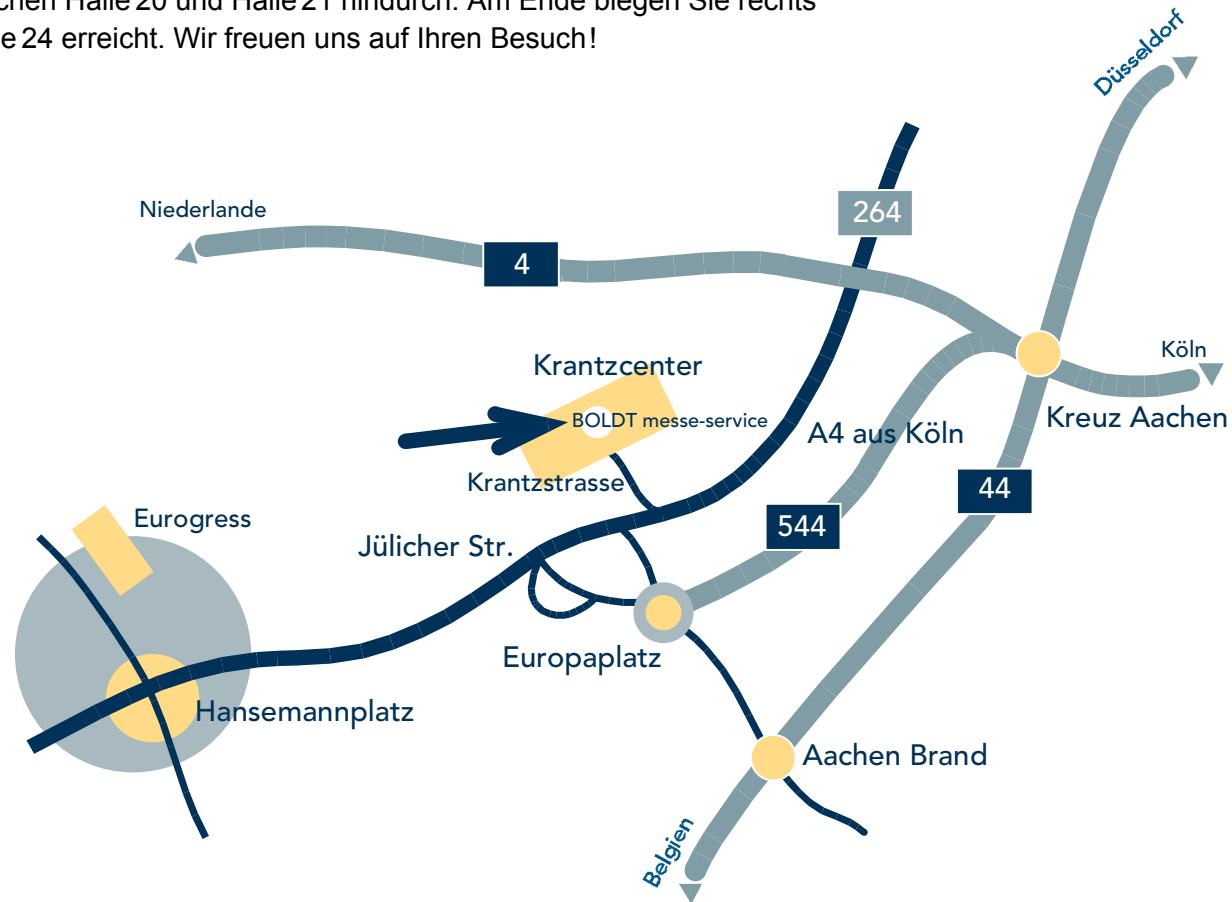 Halle 20 und Halle 21 hindurch. Am Ende biegen Sie rechts
24 erreicht. Wir freuen uns auf Ihren Besuch!
Düsseldorf
Niederlande
264
4
Köln
Krantzcenter
BOLDT messe-service
Kreuz Aachen
A4 aus Köln
Krantzstrasse
44
Eurogress
544
Jülicher Str.
Europaplatz
Hansemannplatz
Aachen Brand
Belgien